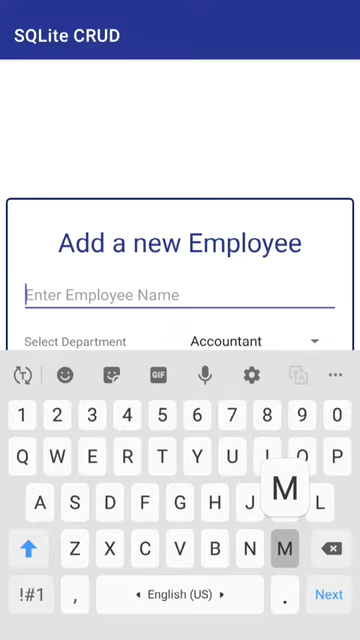 SQLite CRUD
Add a new Employee
Enter Employee Name
Select Department Accountant
GIF
1 2 3 4 5 6 7 8 9 0
Q W E R T Y U I O P
A S D F G H J M L
Z X C V B N M
!#1 , English (US) . Next